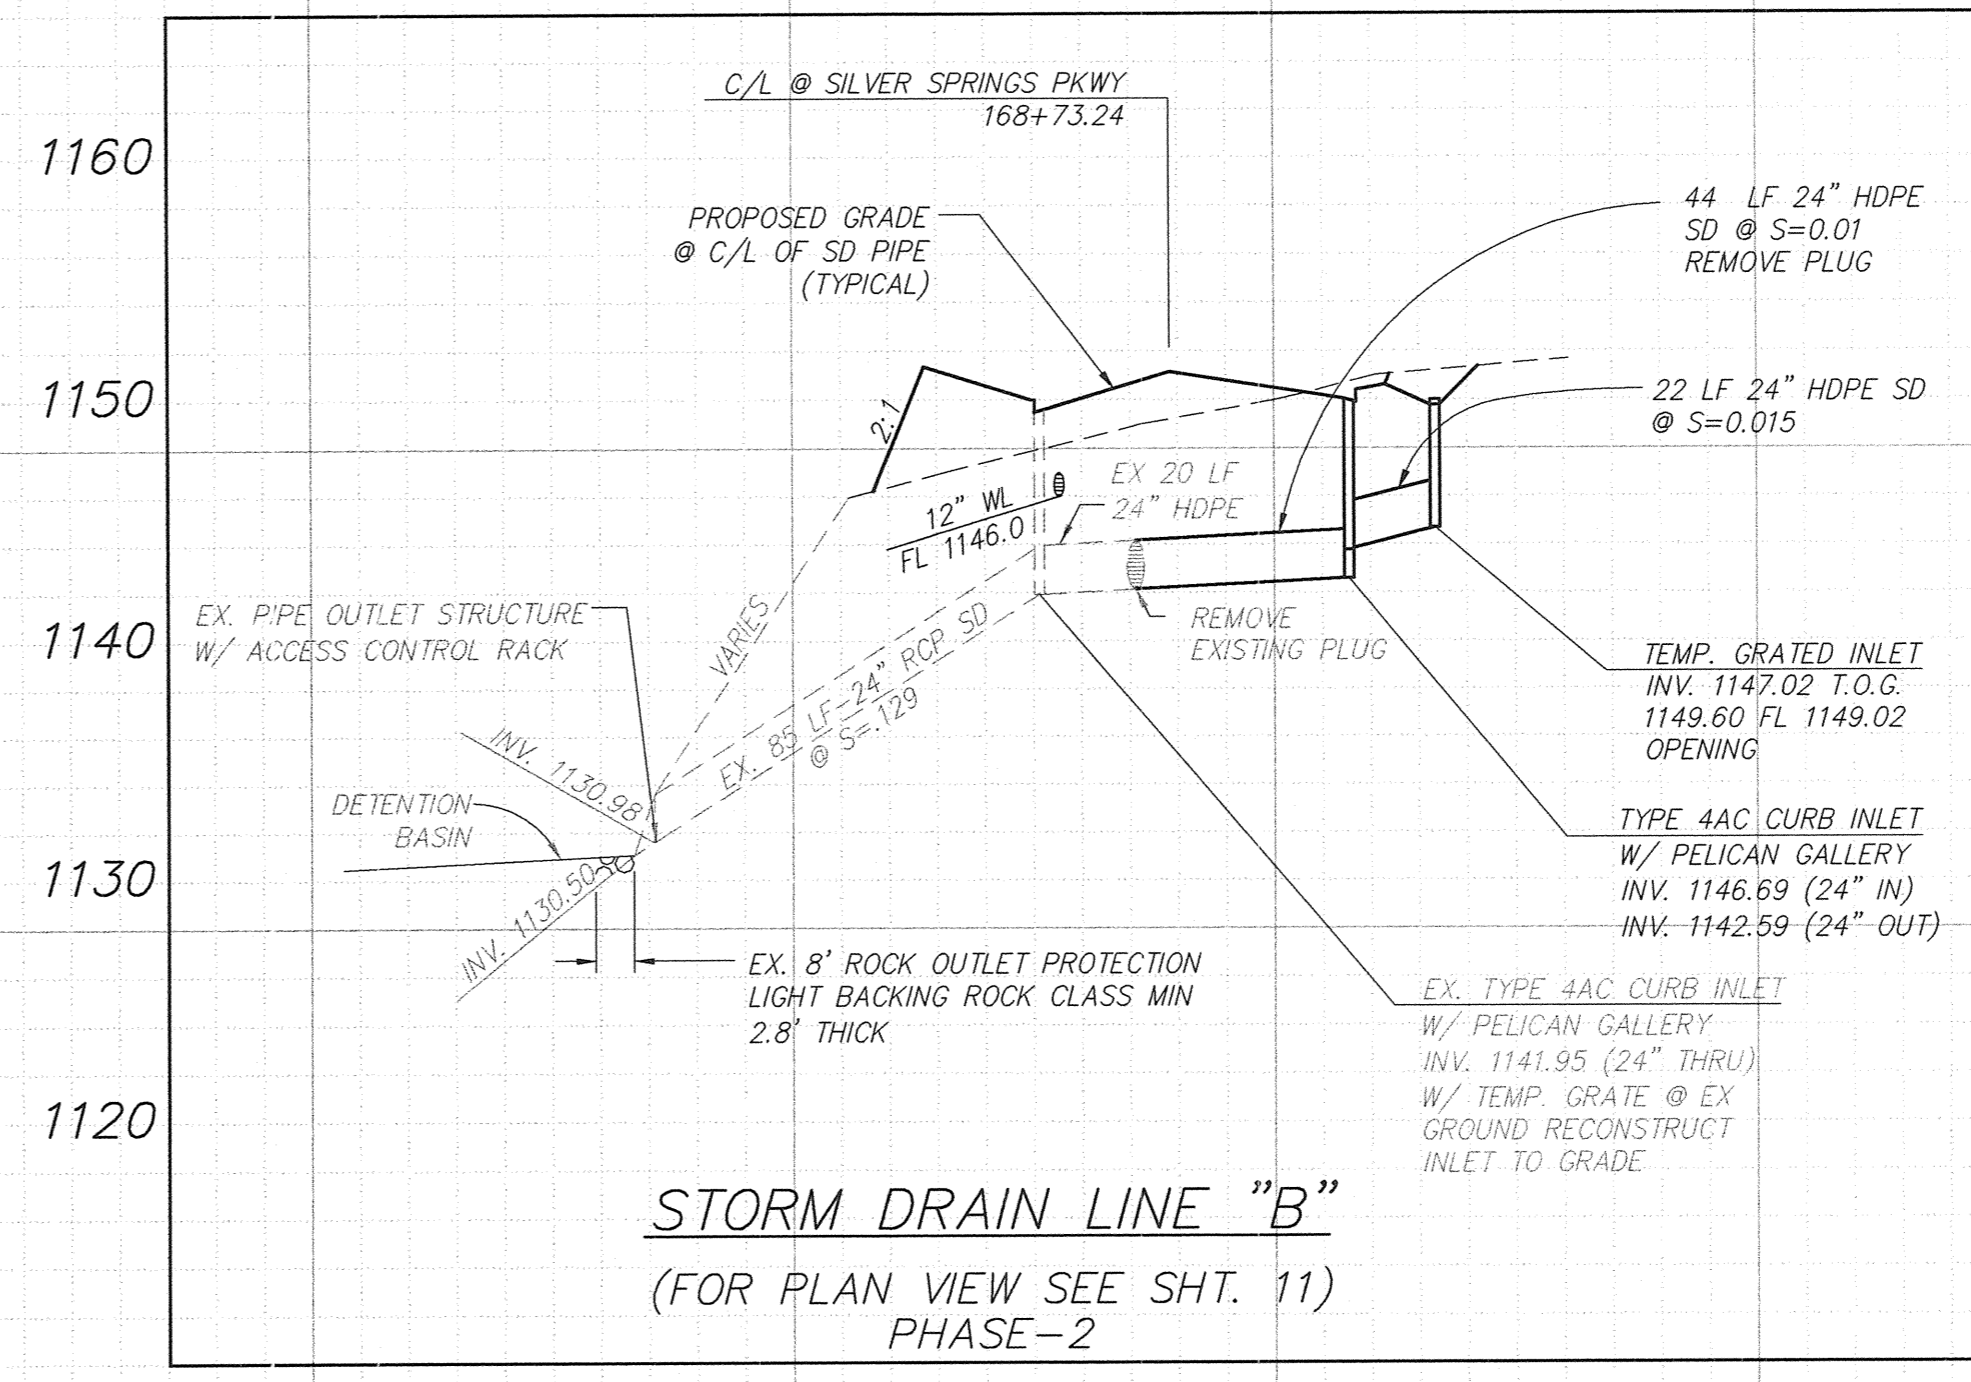 C/L @ SILVER SPRINGS PKWY
168+73.24
1160
PROPOSED GRADE
@ C/L OF SD PIPE
(TYPICAL)
44 LF 24" HDPE
SD @ S=0.01
REMOVE PLUG
1150
2:1
22 LF 24" HDPE SD
@ S=0.015
12" WL
FL 1146.0
EX 20 LF
24" HDPE
EX. PIPE OUTLET STRUCTURE
W/ ACCESS CONTROL RACK
1140
VARIES
REMOVE
EXISTING PLUG
EX. 85 LF-24" RCP SD
@ S=.129
TEMP. GRATED INLET
INV. 1147.02 T.O.G.
1149.60 FL 1149.02
OPENING
INV. 1130.98
DETENTION
BASIN
TYPE 4AC CURB INLET
W/ PELICAN GALLERY
INV. 1146.69 (24" IN)
INV. 1142.59 (24" OUT)
1130
INV. 1130.50
EX. 8' ROCK OUTLET PROTECTION
LIGHT BACKING ROCK CLASS MIN
2.8' THICK
EX. TYPE 4AC CURB INLET
W/ PELICAN GALLERY
INV. 1141.95 (24" THRU)
W/ TEMP. GRATE @ EX
GROUND RECONSTRUCT
INLET TO GRADE
1120
STORM DRAIN LINE "B"
(FOR PLAN VIEW SEE SHT. 11)
PHASE-2